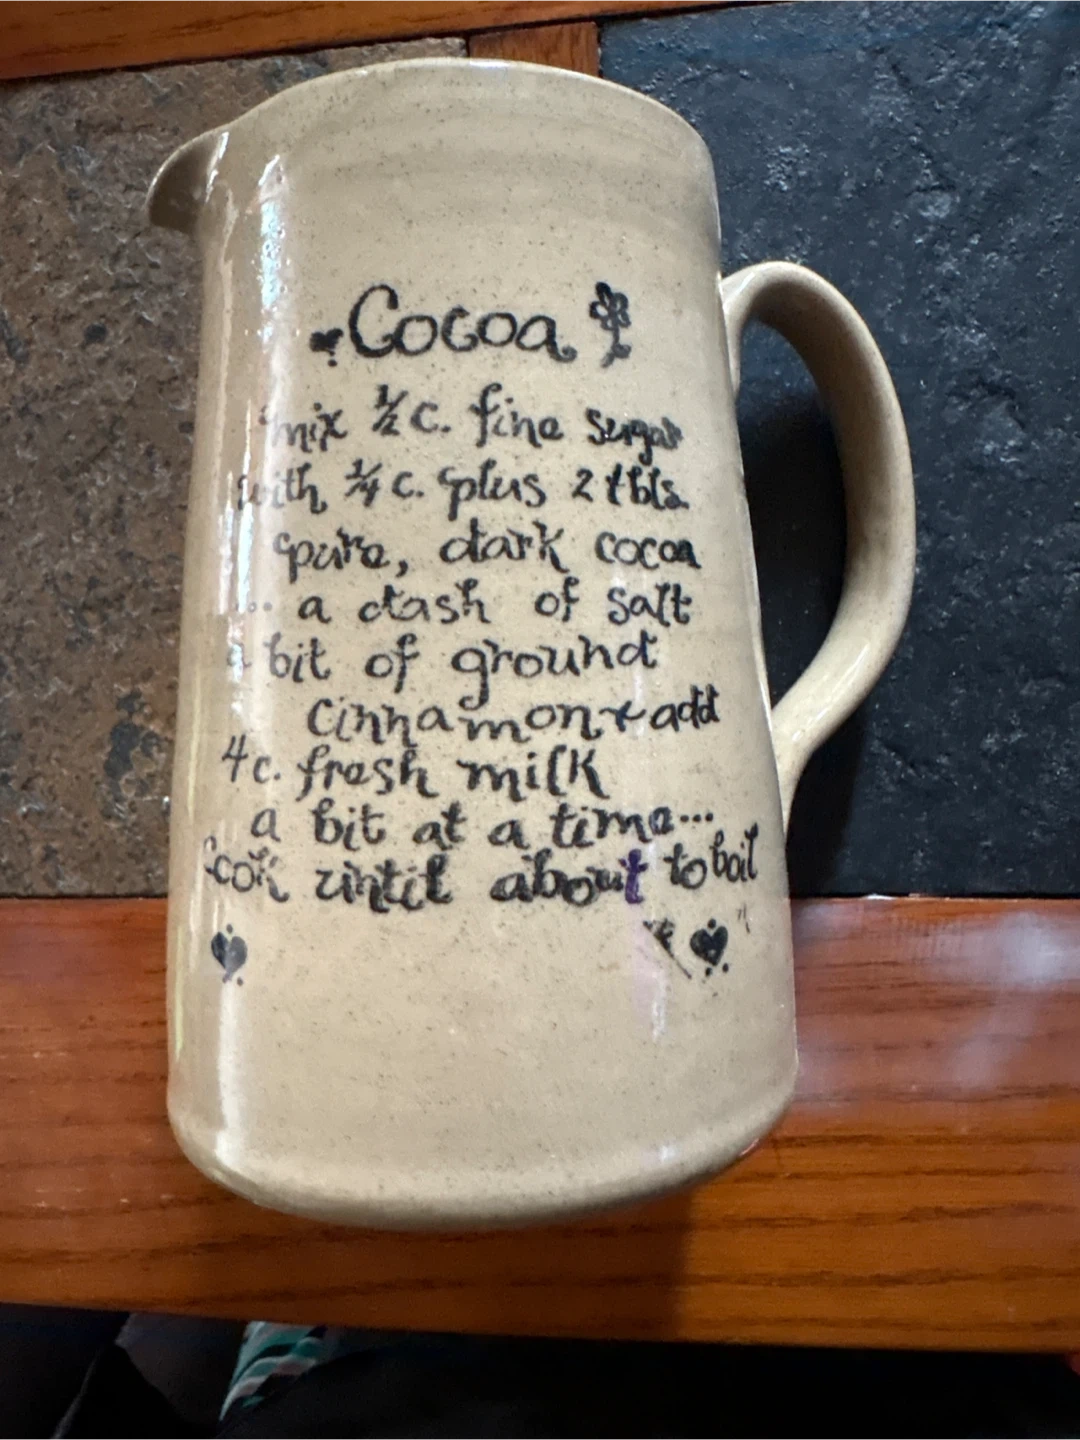 Cocoa
mix ½ c. fine sugar
with ¼ c. plus 2 tbls.
pure, dark cocoa
... a dash of salt
a bit of ground
cinnamon & add
4 c. fresh milk
a bit at a time...
Cook until about to boil